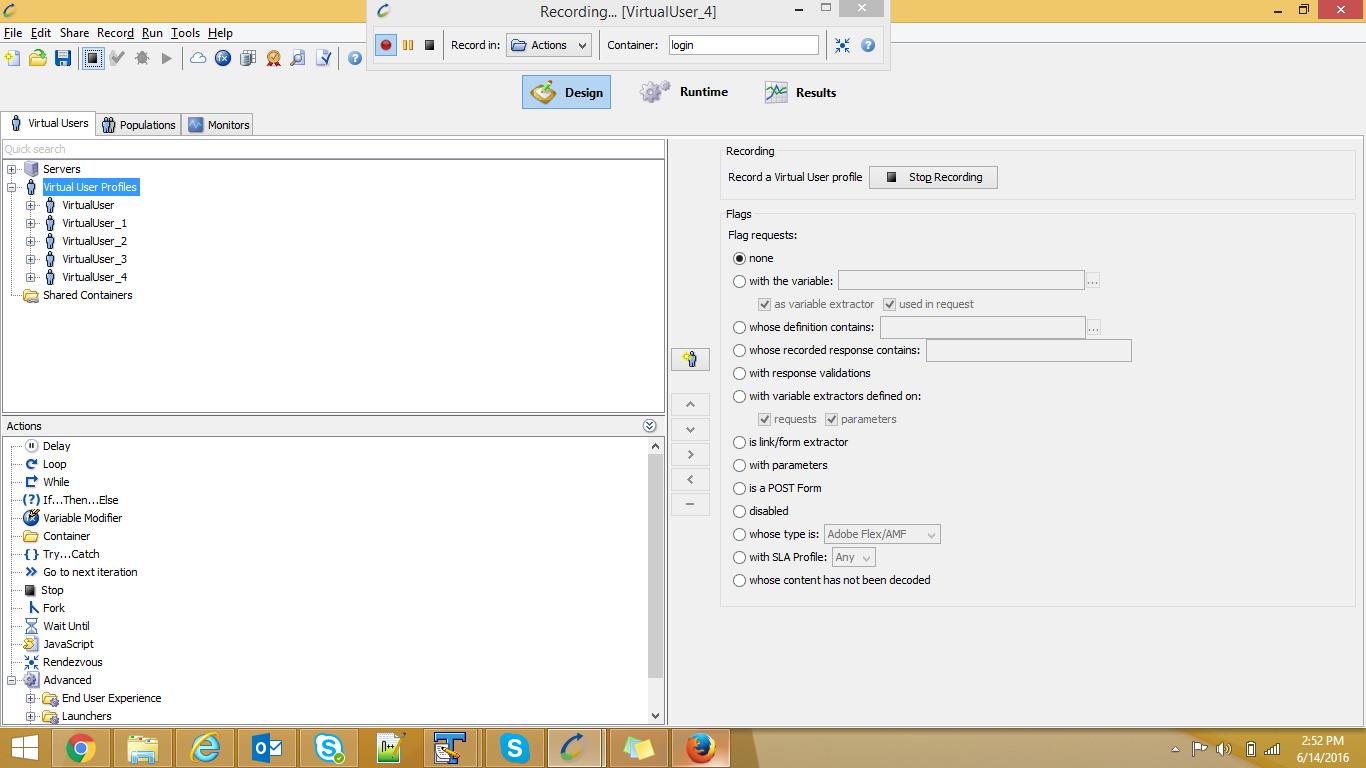 Recording... [VirtualUser_4]
File Edit Share Record Run Tools Help
Record in: Actions Container: login
Design Runtime Results
Virtual Users Populations Monitors
Quick search
Servers
Virtual User Profiles
VirtualUser
VirtualUser_1
VirtualUser_2
VirtualUser_3
VirtualUser_4
Shared Containers
Actions
Delay
Loop
While
If...Then...Else
Variable Modifier
Container
Try...Catch
Go to next iteration
Stop
Fork
Wait Until
JavaScript
Rendezvous
Advanced
End User Experience
Launchers
Recording
Record a Virtual User profile Stop Recording
Flags
Flag requests:
none
with the variable: ...
as variable extractor used in request
whose definition contains: ...
whose recorded response contains:
with response validations
with variable extractors defined on:
requests parameters
is link/form extractor
with parameters
is a POST Form
disabled
whose type is: Adobe Flex/AMF
with SLA Profile: Any
whose content has not been decoded
2:52 PM
6/14/2016